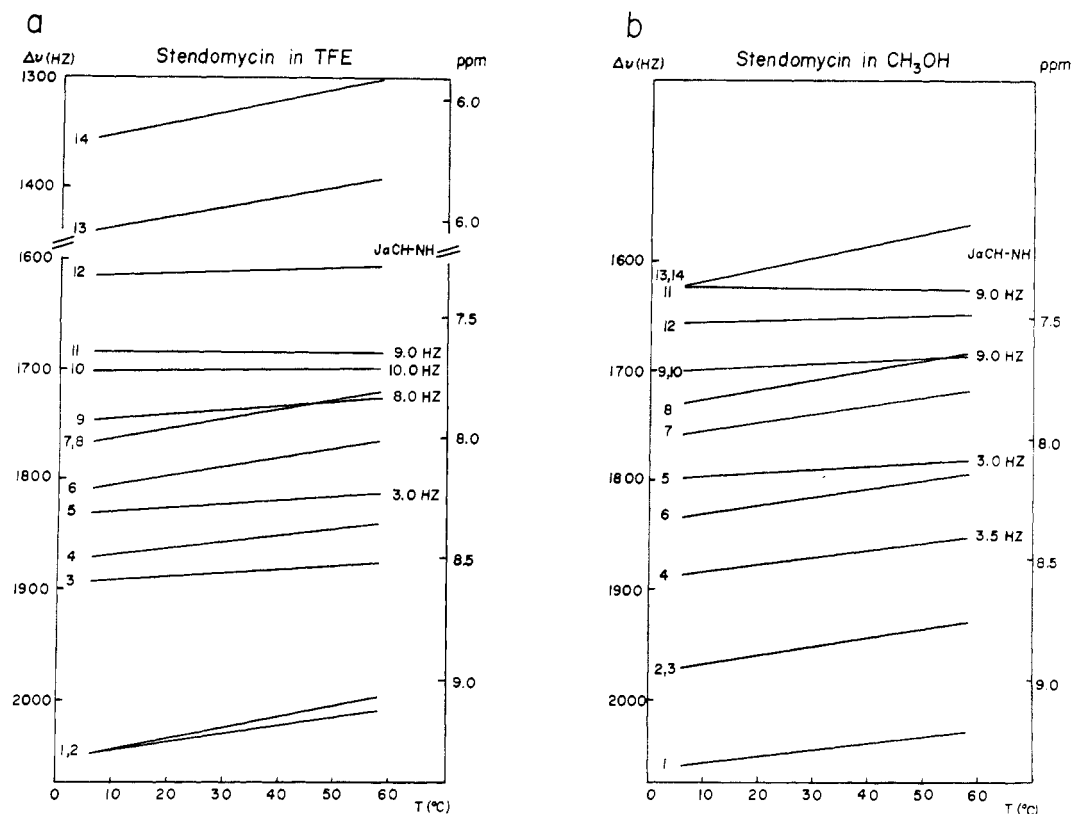 a
Stendomycin in TFE
Δν (HZ)
ppm
1300
6.0
14
1400
13
6.0
JαCH-NH
1600
12
7.5
11
9.0 HZ
1700
10
10.0 HZ
9
8.0 HZ
7,8
8.0
1800
6
5
3.0 HZ
4
8.5
3
1900
9.0
2000
1,2
0 10 20 30 40 50 60
T (°C)
b
Stendomycin in CH3OH
Δν (HZ)
ppm
1600
JαCH-NH
13,14
11
9.0 HZ
12
7.5
1700
9,10
9.0 HZ
8
7
8.0
1800
5
3.0 HZ
6
4
3.5 HZ
8.5
1900
2,3
2000
9.0
1
0 10 20 30 40 50 60
T (°C)